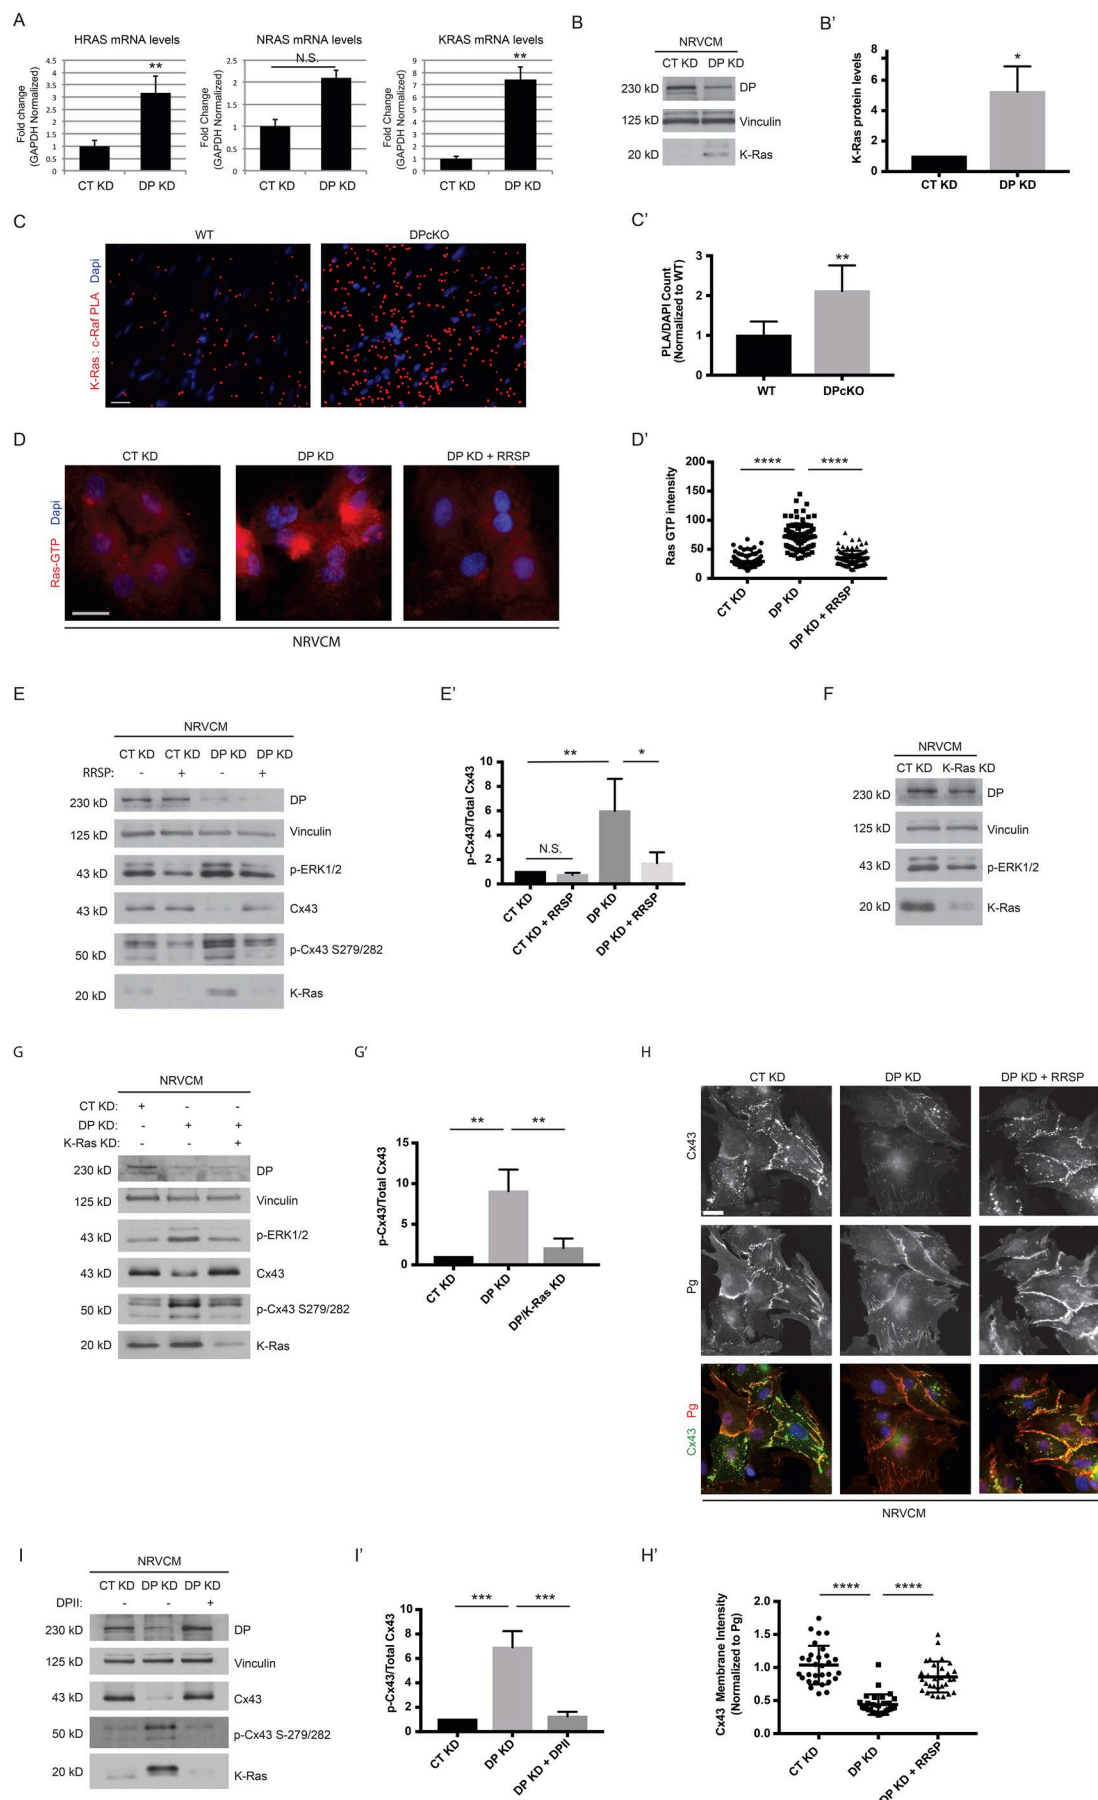 A
HRAS mRNA levels
Fold change
(GAPDH Normalized)
4.5
4
3.5
3
2.5
2
1.5
1
0.5
0
**
CT KD DP KD
NRAS mRNA levels
Fold change
(GAPDH Normalized)
2.5
2
1.5
1
0.5
0
N.S.
CT KD DP KD
KRAS mRNA levels
Fold change
(GAPDH Normalized)
9
8
7
6
5
4
3
2
1
0
**
CT KD DP KD
B
NRVCM
CT KD DP KD
230 kD DP
125 kD Vinculin
20 kD K-Ras
B'
K-Ras protein levels
8
6
4
2
0
*
CT KD DP KD
C
WT DPcKO
K-Ras : c-Raf PLA Dapi
C'
PLA/DAPI Count
(Normalized to WT)
3
2
1
0
**
WT DPcKO
D
CT KD DP KD DP KD + RRSP
Ras-GTP Dapi
NRVCM
D'
Ras GTP intensity
200
150
100
50
0
**** ****
CT KD
DP KD
DP KD + RRSP
E
NRVCM
CT KD CT KD DP KD DP KD
RRSP: - + - +
230 kD DP
125 kD Vinculin
43 kD p-ERK1/2
43 kD Cx43
50 kD p-Cx43 S279/282
20 kD K-Ras
E'
p-Cx43/Total Cx43
10
8
6
4
2
0
** *
N.S.
CT KD
CT KD + RRSP
DP KD
DP KD + RRSP
F
NRVCM
CT KD K-Ras KD
230 kD DP
125 kD Vinculin
43 kD p-ERK1/2
20 kD K-Ras
G
NRVCM
CT KD: + - -
DP KD: - + +
K-Ras KD: - - +
230 kD DP
125 kD Vinculin
43 kD p-ERK1/2
43 kD Cx43
50 kD p-Cx43 S279/282
20 kD K-Ras
G'
p-Cx43/Total Cx43
15
10
5
0
** **
CT KD
DP KD
DP/K-Ras KD
H
CT KD DP KD DP KD + RRSP
Cx43
Pg
Cx43 Pg
NRVCM
I
NRVCM
CT KD DP KD DP KD
DPII: - - +
230 kD DP
125 kD Vinculin
43 kD Cx43
50 kD p-Cx43 S-279/282
20 kD K-Ras
I'
p-Cx43/Total Cx43
10
8
6
4
2
0
*** ***
CT KD
DP KD
DP KD + DPII
H'
Cx43 Membrane Intensity
(Normalized to Pg)
2.0
1.5
1.0
0.5
0.0
**** ****
CT KD
DP KD
DP KD + RRSP